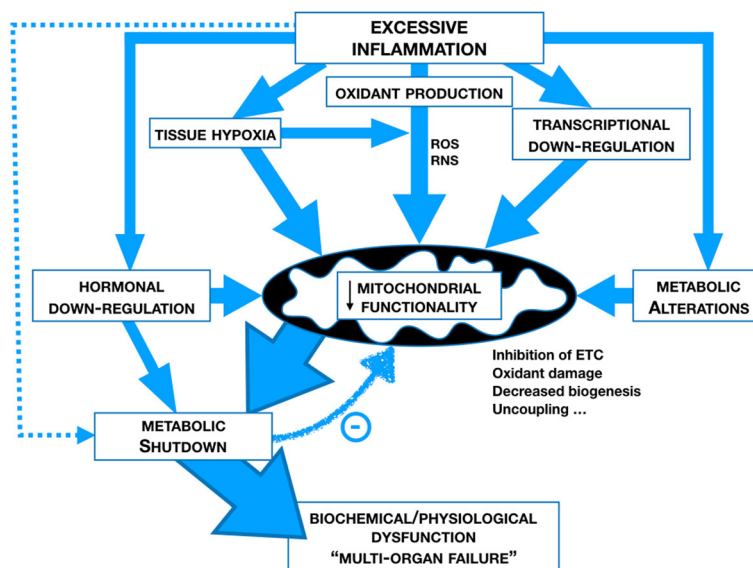 EXCESSIVE
INFLAMMATION
OXIDANT PRODUCTION
TISSUE HYPOXIA
TRANSCRIPTIONAL
DOWN-REGULATION
ROS
RNS
HORMONAL
DOWN-REGULATION
↓ MITOCHONDRIAL
FUNCTIONALITY
METABOLIC
ALTERATIONS
Inhibition of ETC
Oxidant damage
Decreased biogenesis
Uncoupling ...
METABOLIC
SHUTDOWN
-
BIOCHEMICAL/PHYSIOLOGICAL
DYSFUNCTION
“MULTI-ORGAN FAILURE”